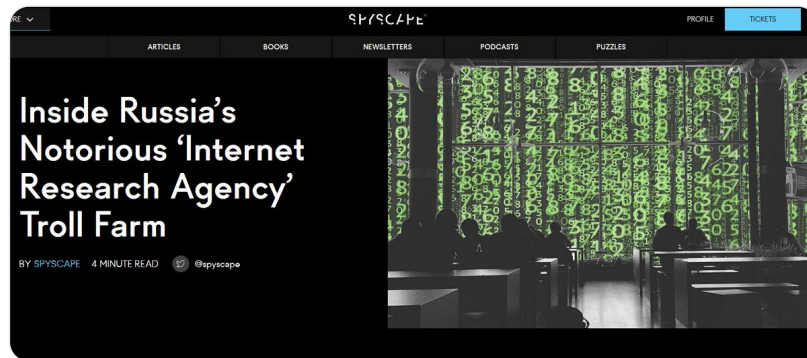 SPYSCAPE
PROFILE
TICKETS
ARTICLES
BOOKS
NEWSLETTERS
PODCASTS
PUZZLES
Inside Russia’s
Notorious ‘Internet
Research Agency’
Troll Farm
BY SPYSCAPE 4 MINUTE READ @spyscape